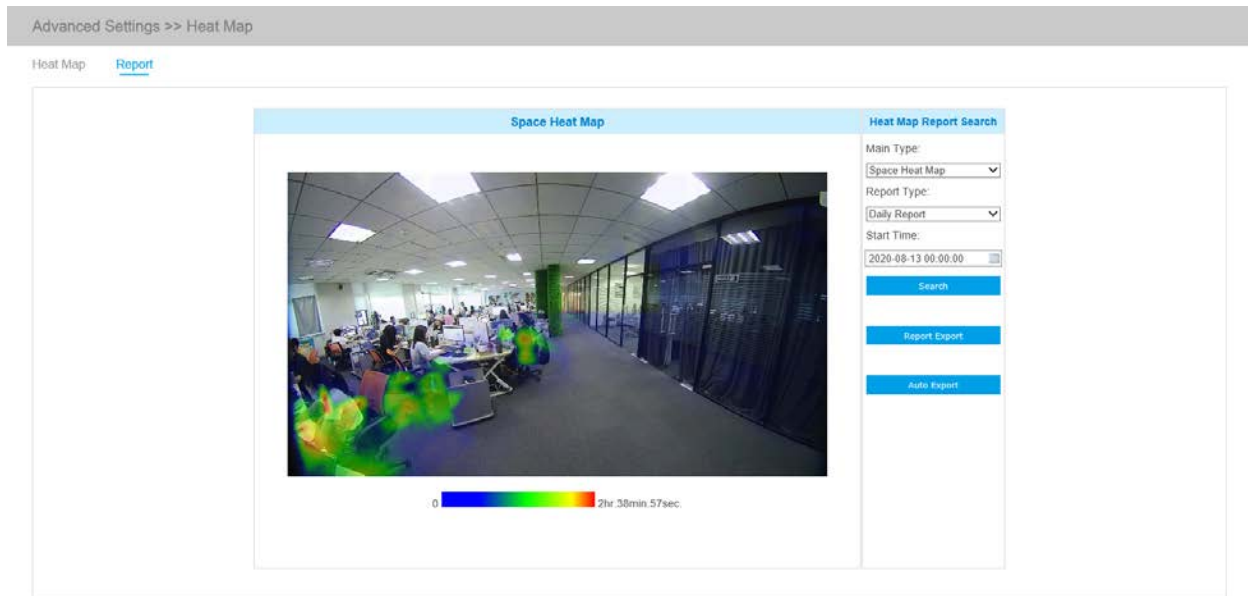 Advanced Settings >> Heat Map
Heat Map Report
Space Heat Map
Heat Map Report Search
Main Type:
Space Heat Map
Report Type:
Daily Report
Start Time:
2020-08-13 00:00:00
Search
Report Export
Auto Export
0 2hr.38min.57sec.